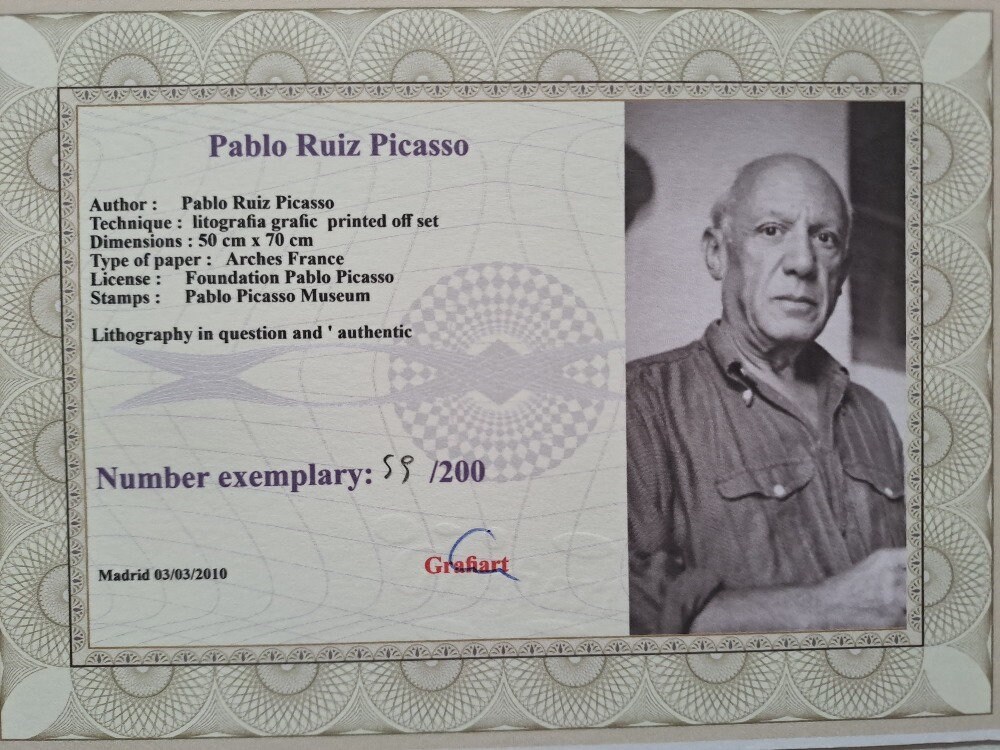 Pablo Ruiz Picasso
Author : Pablo Ruiz Picasso
Technique : litografia grafic printed off set
Dimensions : 50 cm x 70 cm
Type of paper : Arches France
License : Foundation Pablo Picasso
Stamps : Pablo Picasso Museum
Lithography in question and ' authentic
Number exemplary: 59 /200
Grafiart
Madrid 03/03/2010